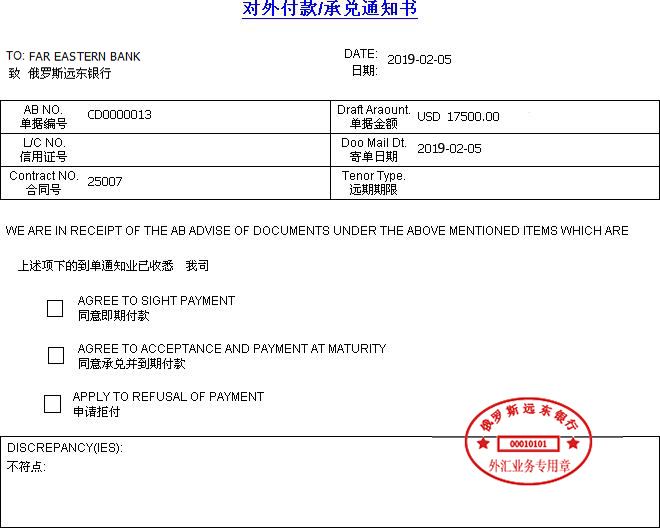 对外付款/承兑通知书
TO: FAR EASTERN BANK
致 俄罗斯远东银行
DATE: 2019-02-05
日期:
AB NO. CD0000013
单据编号
Draft Araount. USD 17500.00
单据金额
L/C NO.
信用证号
Doo Mail Dt. 2019-02-05
寄单日期
Contract NO. 25007
合同号
Tenor Type.
远期期限
WE ARE IN RECEIPT OF THE AB ADVISE OF DOCUMENTS UNDER THE ABOVE MENTIONED ITEMS WHICH ARE
上述项下的到单通知业已收悉 我司
AGREE TO SIGHT PAYMENT
同意即期付款
AGREE TO ACCEPTANCE AND PAYMENT AT MATURITY
同意承兑并到期付款
APPLY TO REFUSAL OF PAYMENT
申请拒付
俄罗斯远东银行
00010101
外汇业务专用章
DISCREPANCY(IES):
不符点: